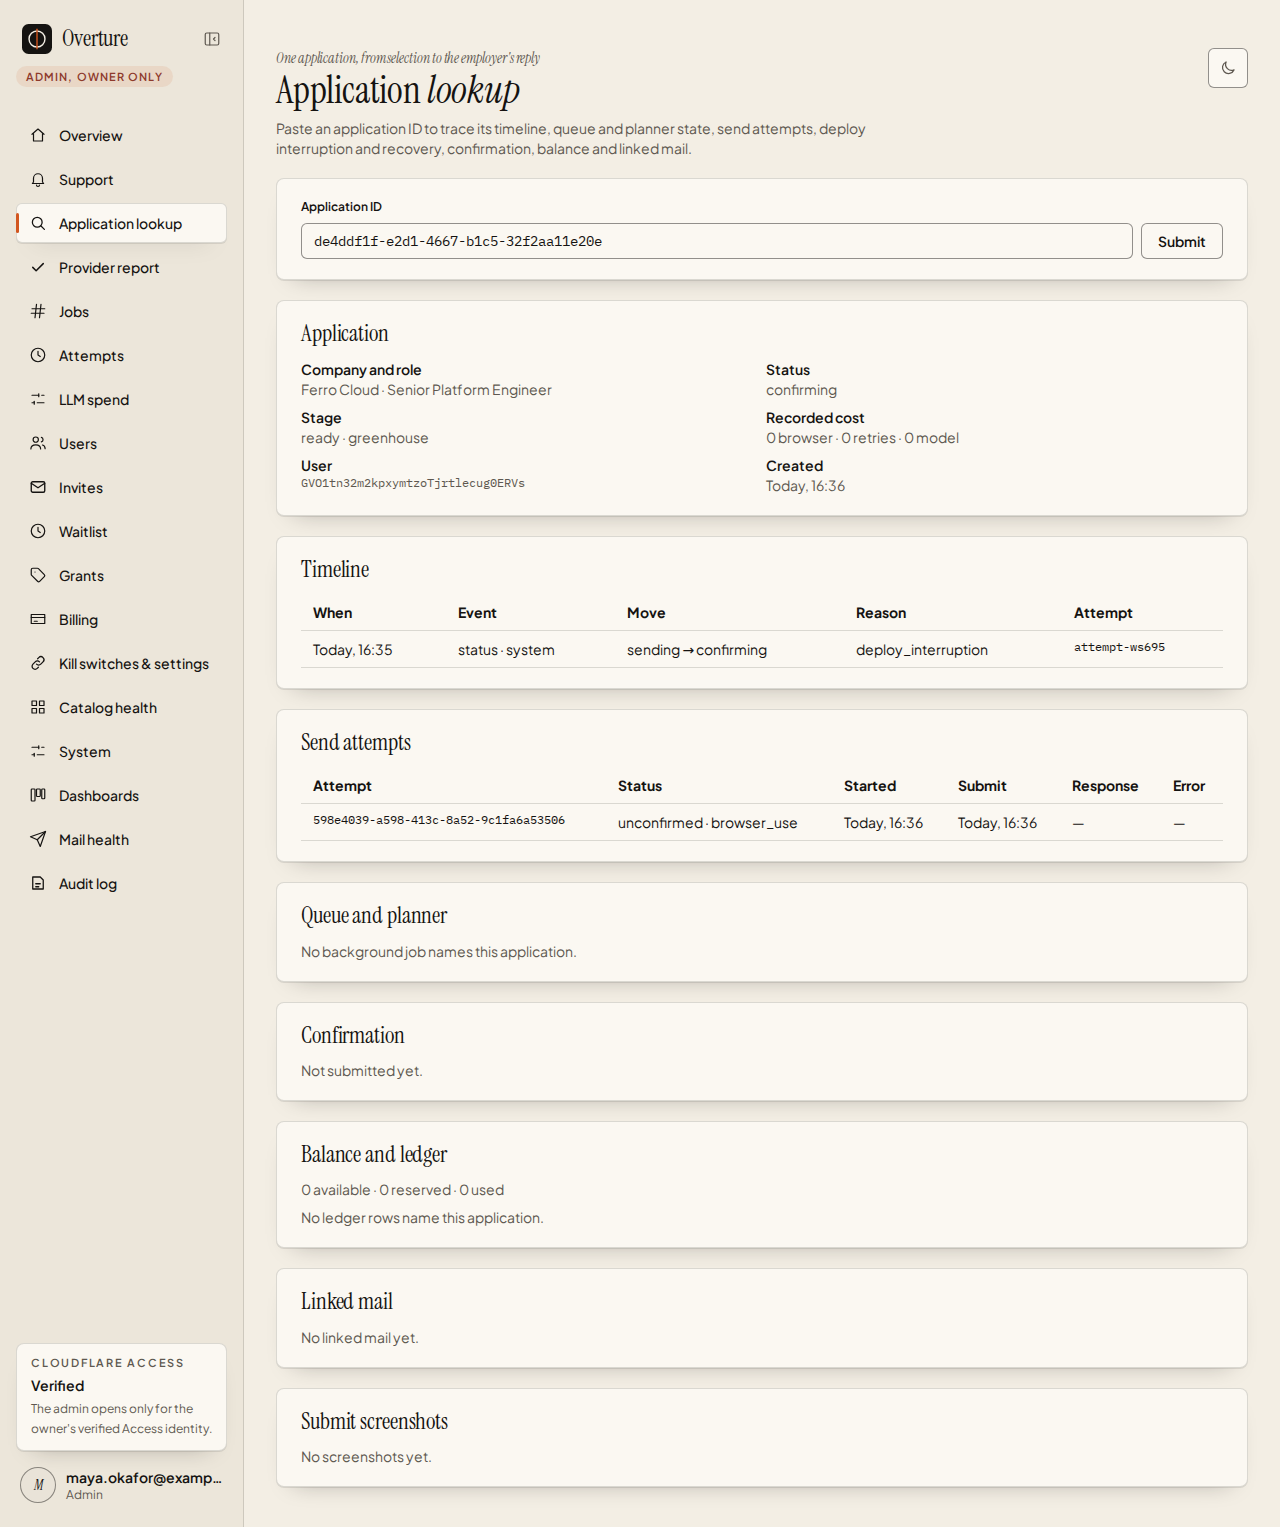 Overture
ADMIN, OWNER ONLY
Overview
Support
Application lookup
Provider report
Jobs
Attempts
LLM spend
Users
Invites
Waitlist
Grants
Billing
Kill switches & settings
Catalog health
System
Dashboards
Mail health
Audit log
CLOUDFLARE ACCESS
Verified
The admin opens only for the
owner's verified Access identity.
M
maya.okafor@examp…
Admin
One application, from selection to the employer's reply
Application lookup
Paste an application ID to trace its timeline, queue and planner state, send attempts, deploy
interruption and recovery, confirmation, balance and linked mail.
Application ID
de4ddf1f-e2d1-4667-b1c5-32f2aa11e20e
Submit
Application
Company and role
Ferro Cloud · Senior Platform Engineer
Status
confirming
Stage
ready · greenhouse
Recorded cost
0 browser · 0 retries · 0 model
User
GVO1tn32m2kpxymtzoTjrtlecug0ERVs
Created
Today, 16:36
Timeline
When Event Move Reason Attempt
Today, 16:35 status · system sending → confirming deploy_interruption attempt-ws695
Send attempts
Attempt Status Started Submit Response Error
598e4039-a598-413c-8a52-9c1fa6a53506 unconfirmed · browser_use Today, 16:36 Today, 16:36 — —
Queue and planner
No background job names this application.
Confirmation
Not submitted yet.
Balance and ledger
0 available · 0 reserved · 0 used
No ledger rows name this application.
Linked mail
No linked mail yet.
Submit screenshots
No screenshots yet.